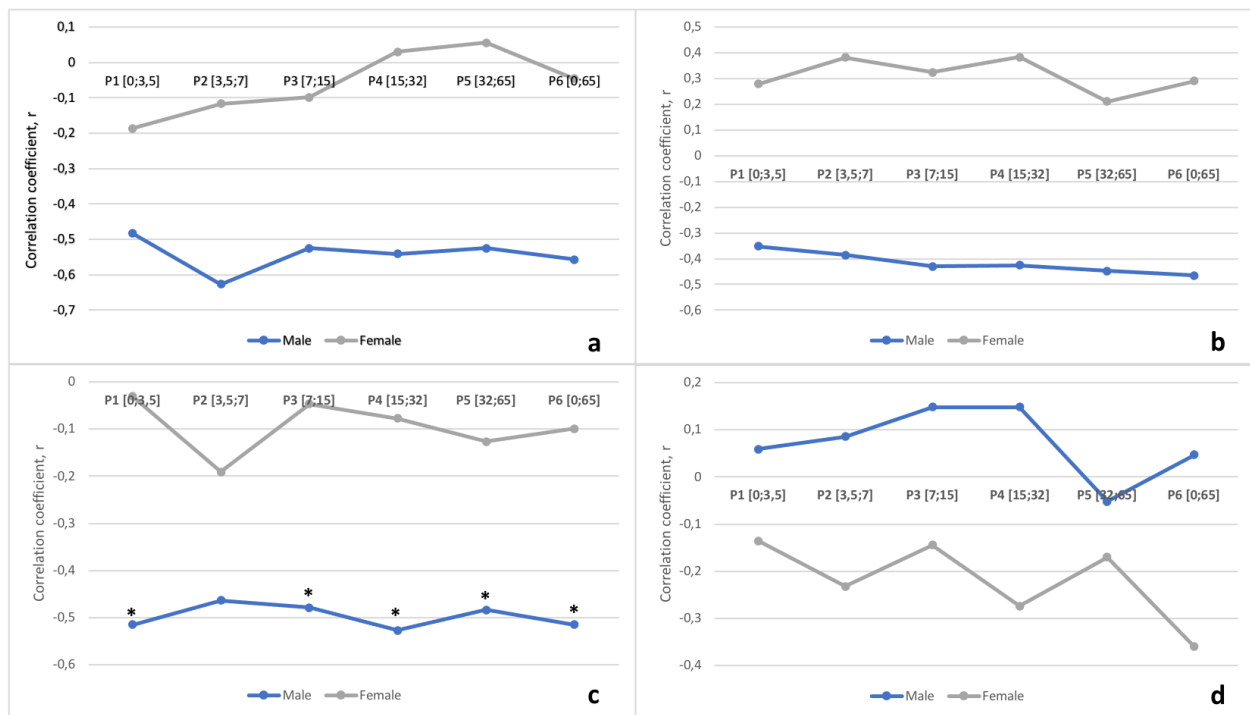 0,1
0
-0,1
-0,2
-0,3
-0,4
-0,5
-0,6
-0,7
Correlation coefficient, r
P1 [0;3,5] P2 [3,5;7] P3 [7;15] P4 [15;32] P5 [32;65] P6 [0;65]
Male Female
a
0,5
0,4
0,3
0,2
0,1
0
-0,1
-0,2
-0,3
-0,4
-0,5
-0,6
Correlation coefficient, r
P1 [0;3,5] P2 [3,5;7] P3 [7;15] P4 [15;32] P5 [32;65] P6 [0;65]
Male Female
b
0
-0,1
-0,2
-0,3
-0,4
-0,5
-0,6
Correlation coefficient, r
P1 [0;3,5] P2 [3,5;7] P3 [7;15] P4 [15;32] P5 [32;65] P6 [0;65]
* * * * *
Male Female
c
0,2
0,1
0
-0,1
-0,2
-0,3
-0,4
Correlation coefficient, r
P1 [0;3,5] P2 [3,5;7] P3 [7;15] P4 [15;32] P5 [32;65] P6 [0;65]
Male Female
d